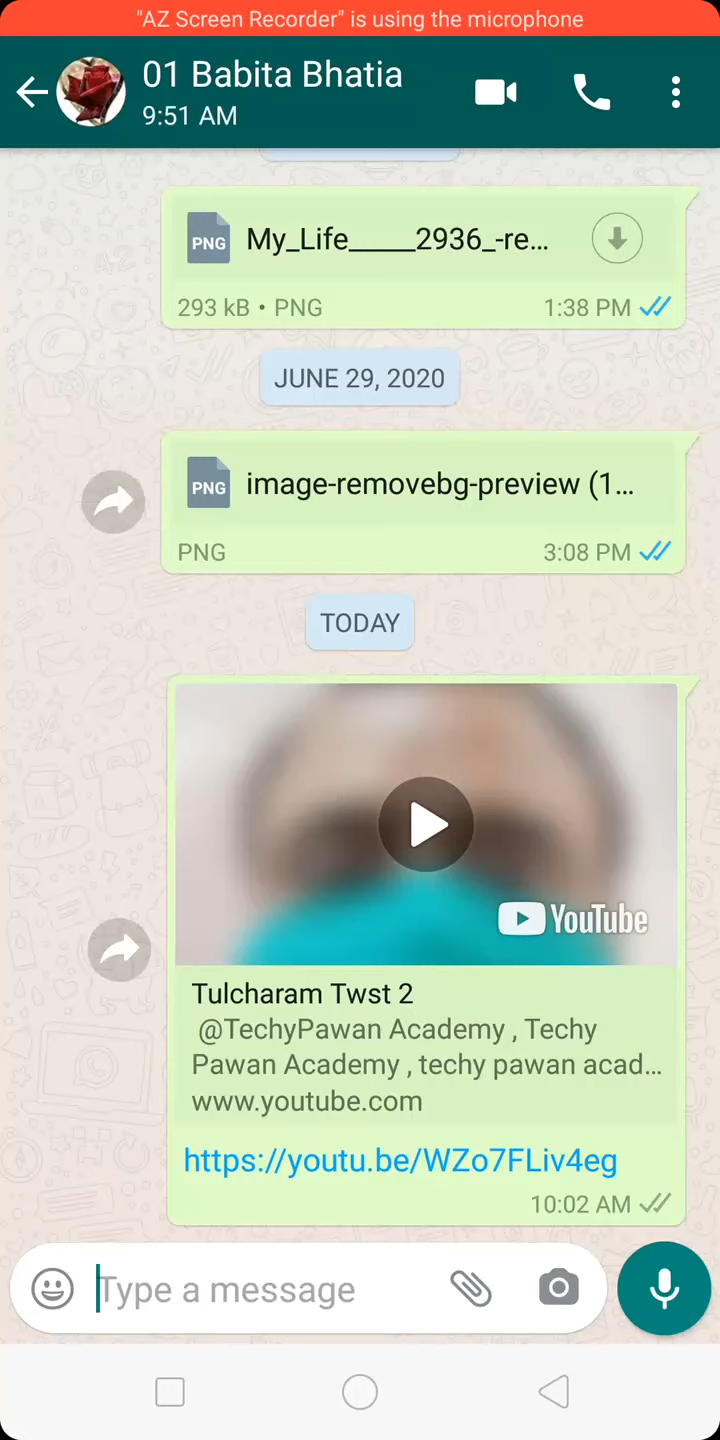 "AZ Screen Recorder" is using the microphone
01 Babita Bhatia
9:51 AM
PNG
My_Life_____2936_-re...
293 kB • PNG
1:38 PM
JUNE 29, 2020
PNG
image-removebg-preview (1...
PNG
3:08 PM
TODAY
YouTube
Tulcharam Twst 2
@TechyPawan Academy , Techy
Pawan Academy , techy pawan acad...
www.youtube.com
https://youtu.be/WZo7FLiv4eg
10:02 AM
Type a message